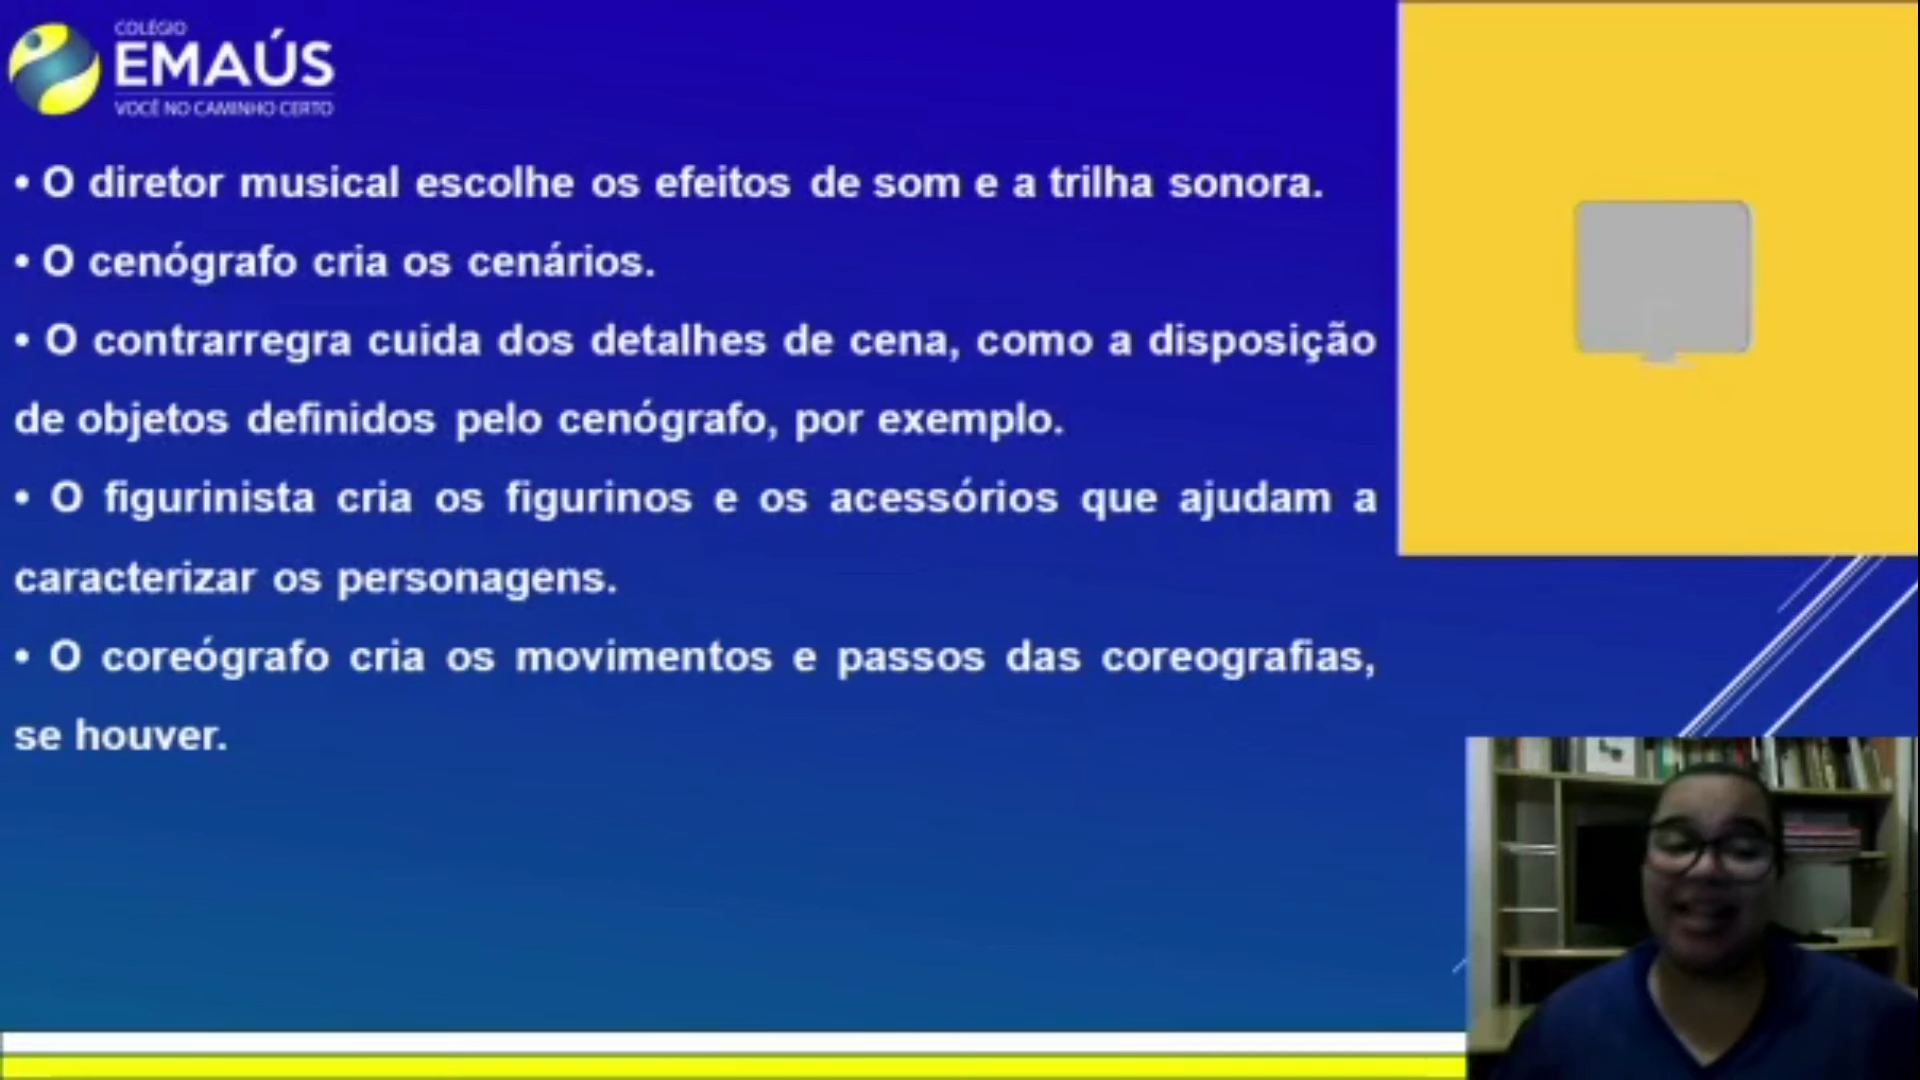 COLÉGIO
EMAÚS
VOCÊ NO CAMINHO CERTO
• O diretor musical escolhe os efeitos de som e a trilha sonora.
• O cenógrafo cria os cenários.
• O contrarregra cuida dos detalhes de cena, como a disposição
de objetos definidos pelo cenógrafo, por exemplo.
• O figurinista cria os figurinos e os acessórios que ajudam a
caracterizar os personagens.
• O coreógrafo cria os movimentos e passos das coreografias,
se houver.